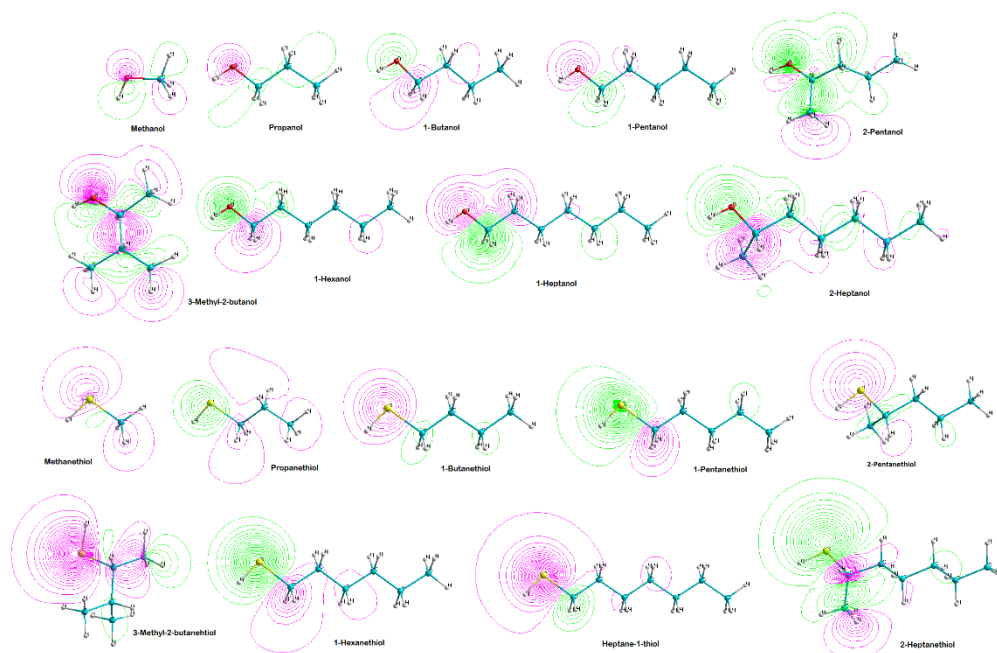 Methanol
Propanol
1-Butanol
1-Pentanol
2-Pentanol
3-Methyl-2-butanol
1-Hexanol
1-Heptanol
2-Heptanol
Methanethiol
Propanethiol
1-Butanethiol
1-Pentanethiol
2-Pentanethiol
3-Methyl-2-butanehtiol
1-Hexanethiol
Heptane-1-thiol
2-Heptanethiol